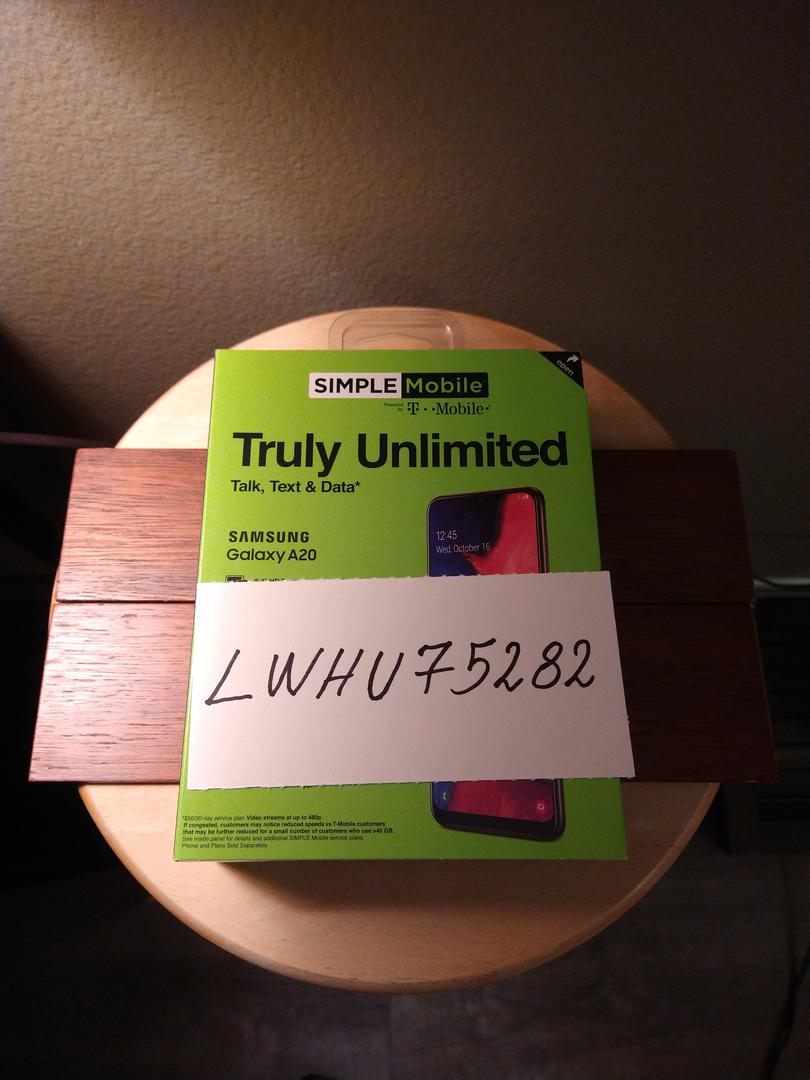 open
SIMPLE Mobile
Powered by T··Mobile·
Truly Unlimited
Talk, Text & Data*
SAMSUNG
Galaxy A20
12:45
Wed, October 16
LWHU75282
*$50/30-day service plan. Video streams at up to 480p.
If congested, customers may notice reduced speeds vs T-Mobile customers
that may be further reduced for a small number of customers who use >40 GB.
See inside panel for details and additional SIMPLE Mobile service plans.
Phone and Plans Sold Separately.